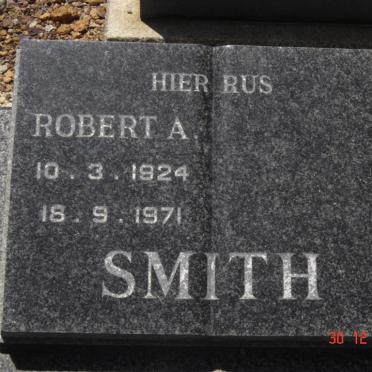 HIER RUS
ROBERT A.
10 . 3 . 1924
18 . 9 . 1971
SMITH
30 12